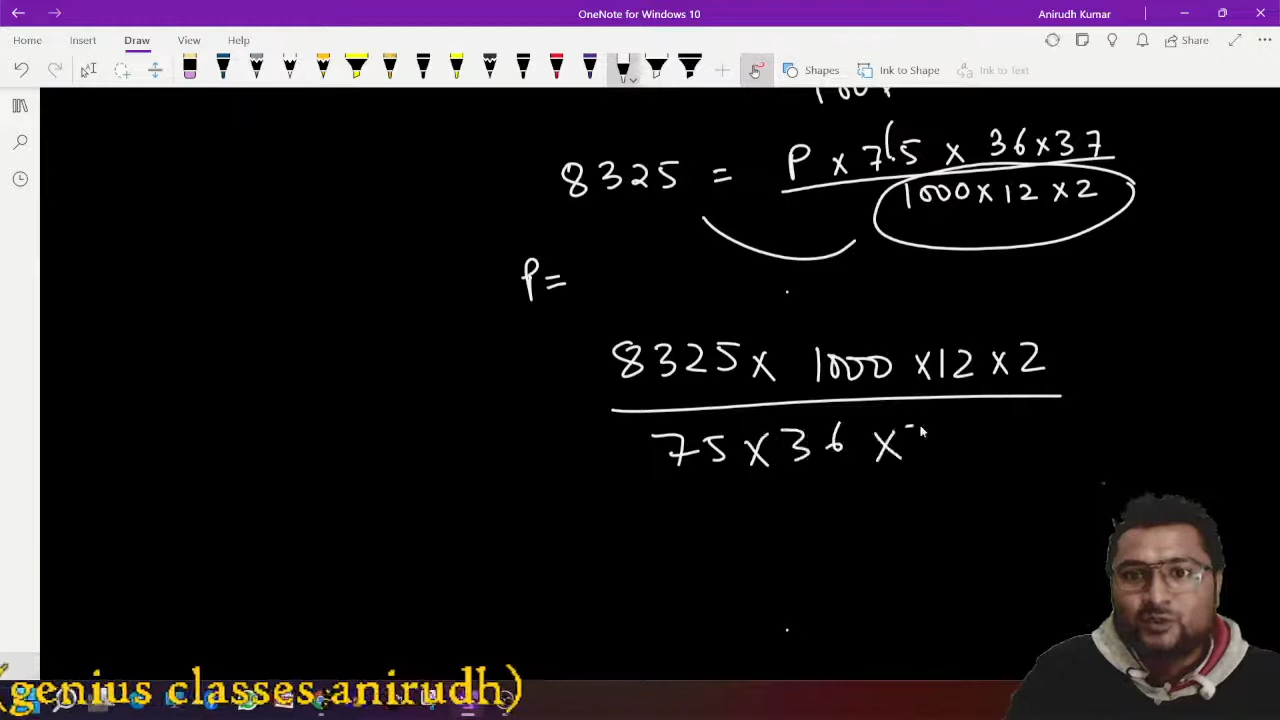 OneNote for Windows 10
Anirudh Kumar
Home Insert Draw View Help
Share
Shapes Ink to Shape Ink to Text
8325 = P x 7.5 x 36 x 37
1000 x 12 x 2
P =
8325 x 1000 x 12 x 2
75 x 36 x
(genius classes anirudh)